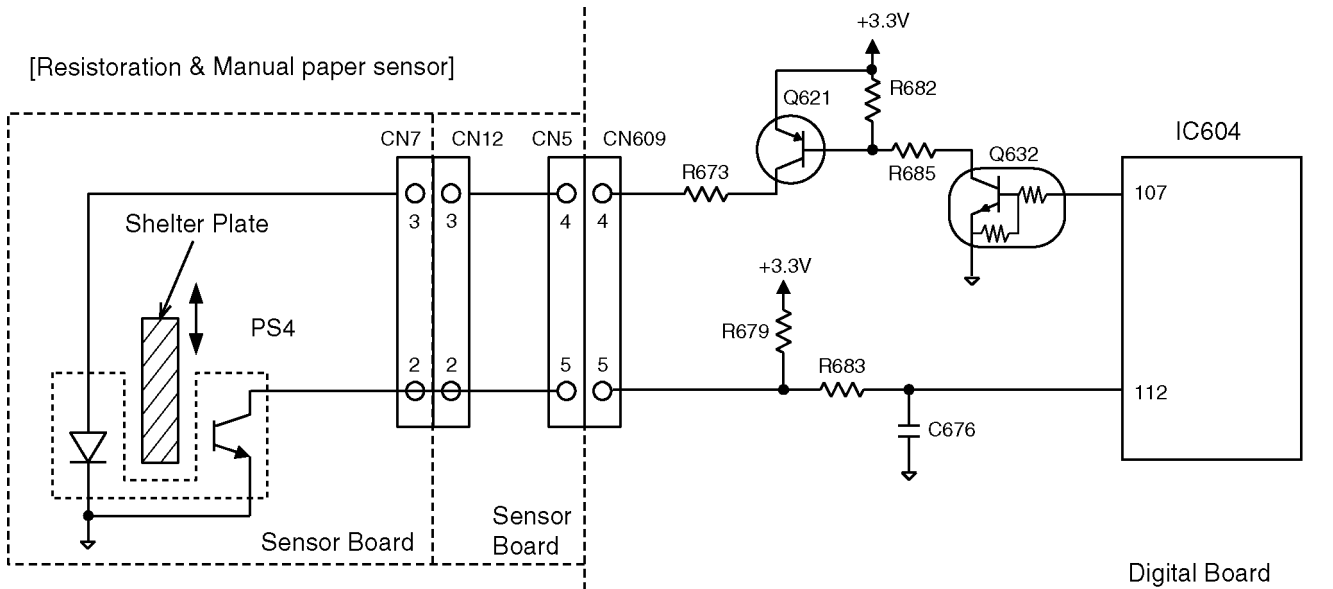 +3.3V
[Resistoration & Manual paper sensor]
R682
Q621
CN7
CN12
CN5
CN609
IC604
R673
R685
Q632
3
3
4
4
107
Shelter Plate
+3.3V
PS4
R679
2
2
5
5
R683
112
C676
Sensor Board
Sensor
Board
Digital Board